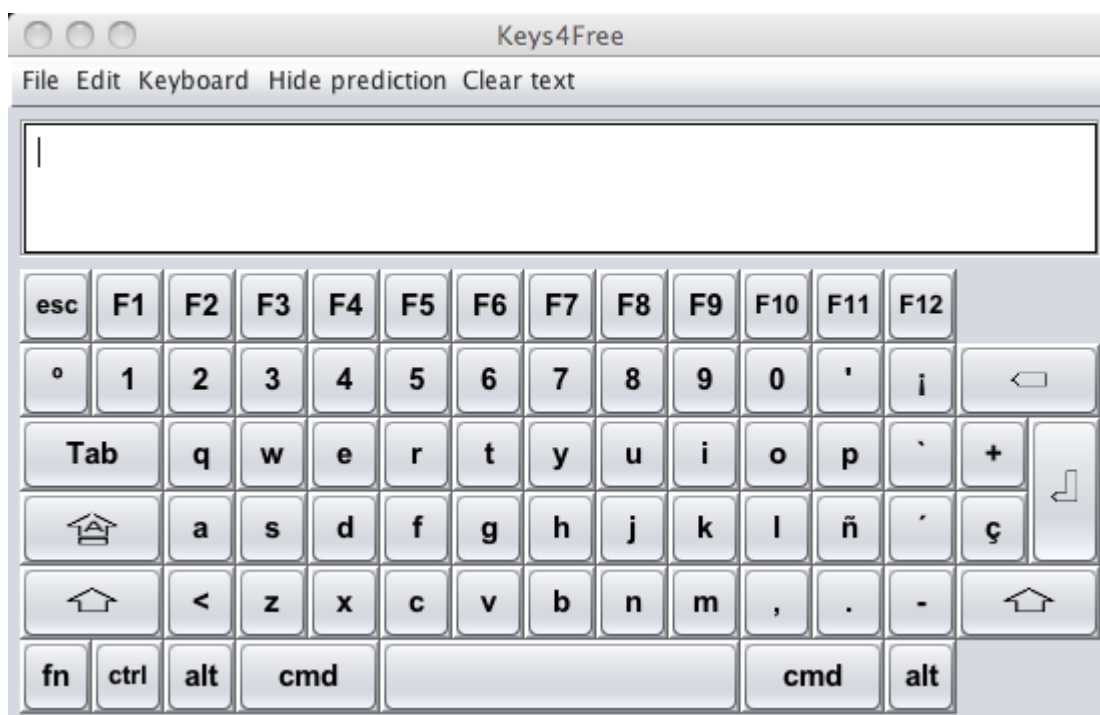 Keys4Free
File Edit Keyboard Hide prediction Clear text
esc F1 F2 F3 F4 F5 F6 F7 F8 F9 F10 F11 F12
º 1 2 3 4 5 6 7 8 9 0 ' ¡
Tab q w e r t y u i o p ` +
A a s d f g h j k l ñ ´ ç
< z x c v b n m , . -
fn ctrl alt cmd cmd alt